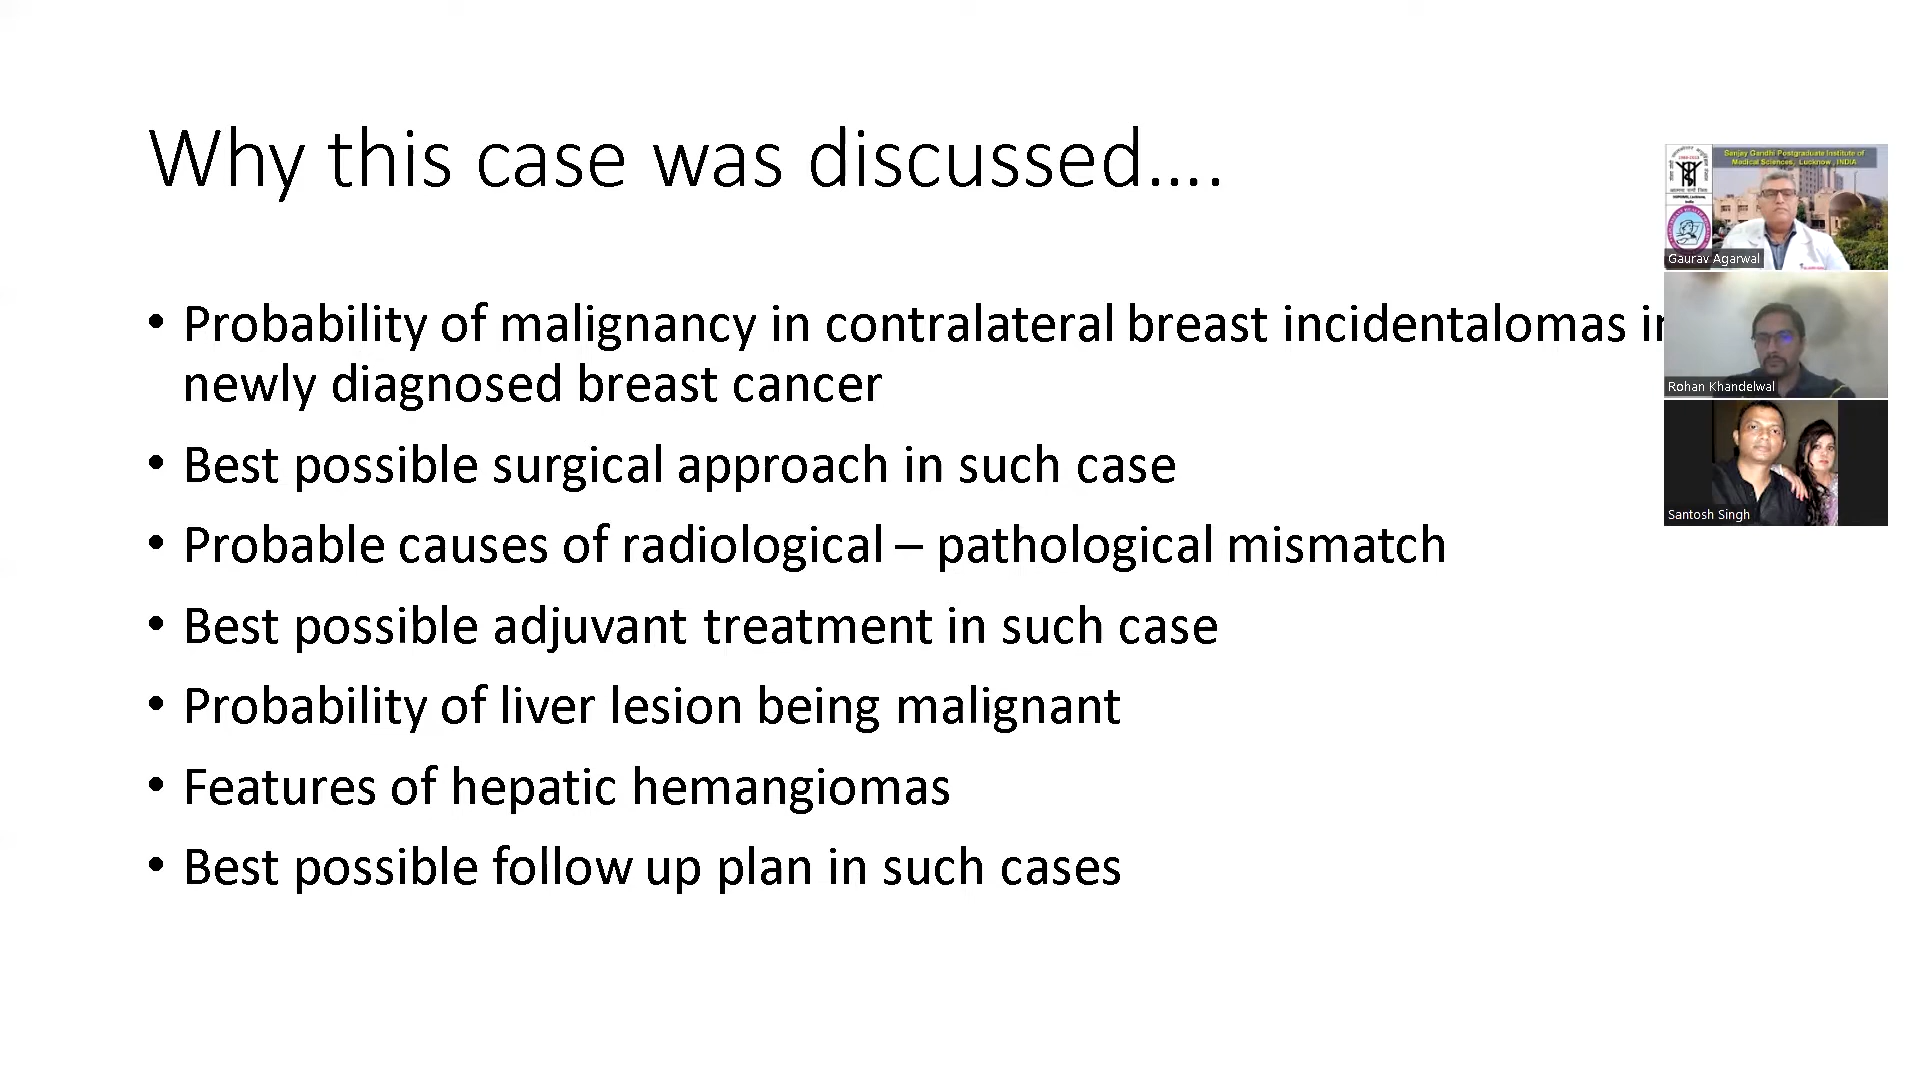 Why this case was discussed....
• Probability of malignancy in contralateral breast incidentalomas
newly diagnosed breast cancer
• Best possible surgical approach in such case
• Probable causes of radiological – pathological mismatch
• Best possible adjuvant treatment in such case
• Probability of liver lesion being malignant
• Features of hepatic hemangiomas
• Best possible follow up plan in such cases
Sanjay Gandhi Postgraduate Institute of
Medical Sciences, Lucknow, INDIA
Gaurav Agarwal
Rohan Khandelwal
Santosh Singh